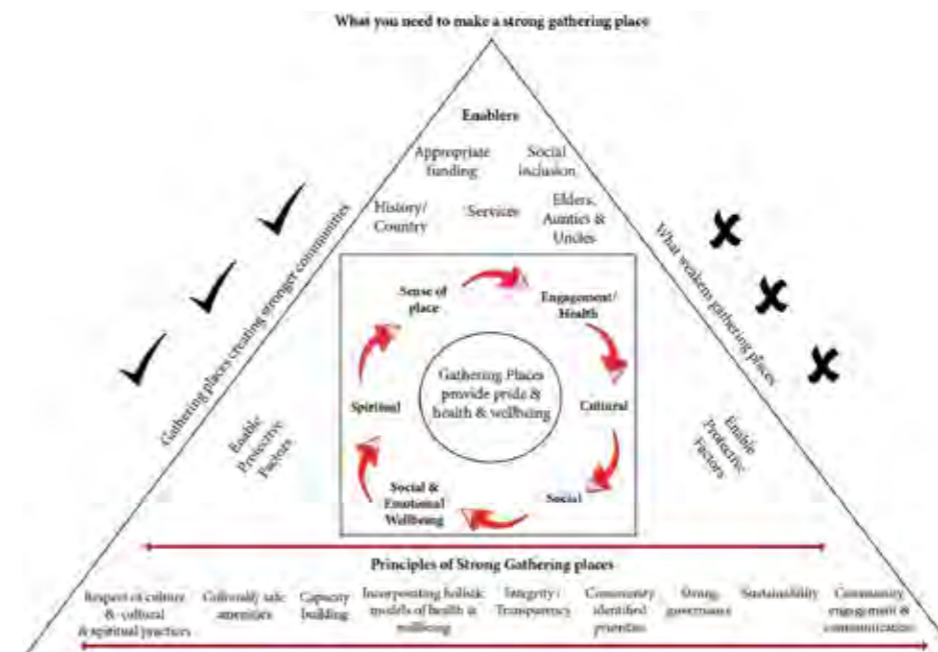 What you need to make a strong gathering place
Enablers
Appropriate
funding
Social
inclusion
History/
Country
Services
Elders,
Aunties &
Uncles
Gathering places creating stronger communities
What weakens gathering places
Enable
Protective
Factors
Enable
Protective
Factors
Sense of
place
Engagement/
Health
Cultural
Social
Social &
Emotional
Wellbeing
Spiritual
Gathering Places
provide pride &
health & wellbeing
Principles of Strong Gathering places
Respect of culture
& cultural
& spiritual practices
Culturally safe
amenities
Capacity
building
Incorporating holistic
models of health &
wellbeing
Integrity/
Transparency
Community
identified
priorities
Strong
governance
Sustainability
Community
engagement &
communication